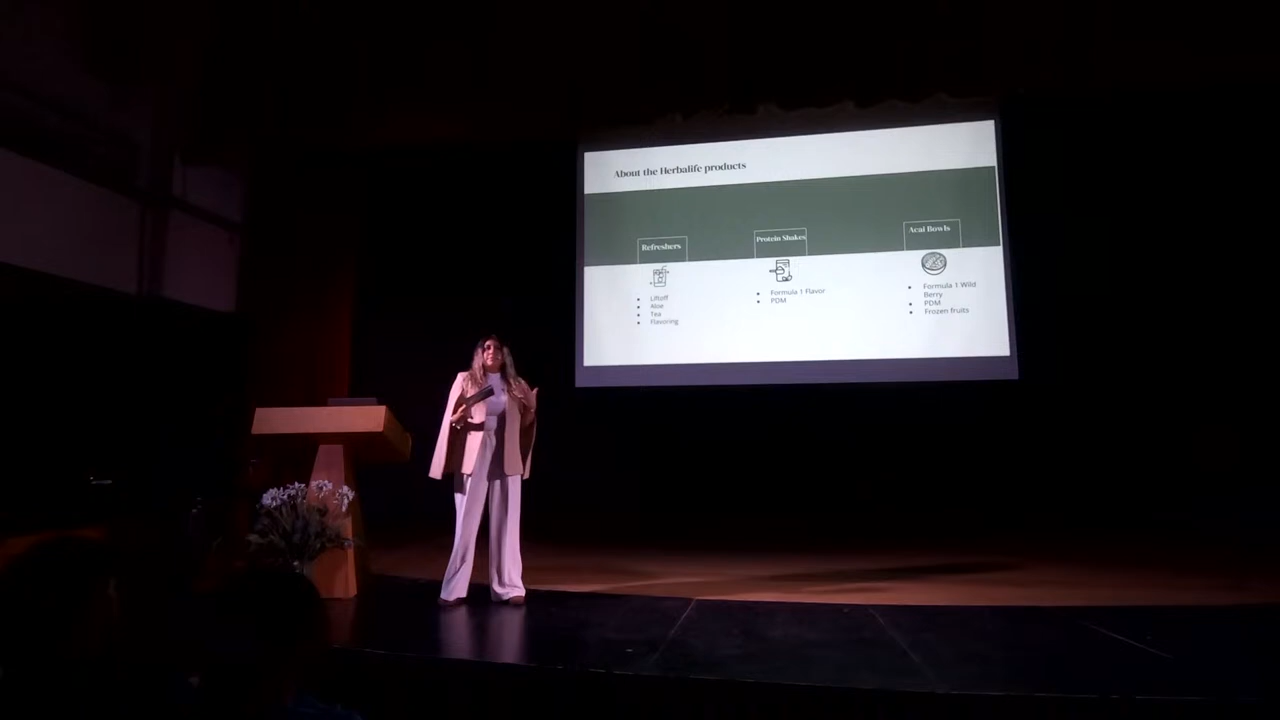 About the Herbalife products
Refreshers
Liftoff
Aloe
Tea
Flavoring
Protein Shakes
Formula 1 Flavor
PDM
Acai Bowls
Formula 1 Wild
Berry
PDM
Frozen fruits